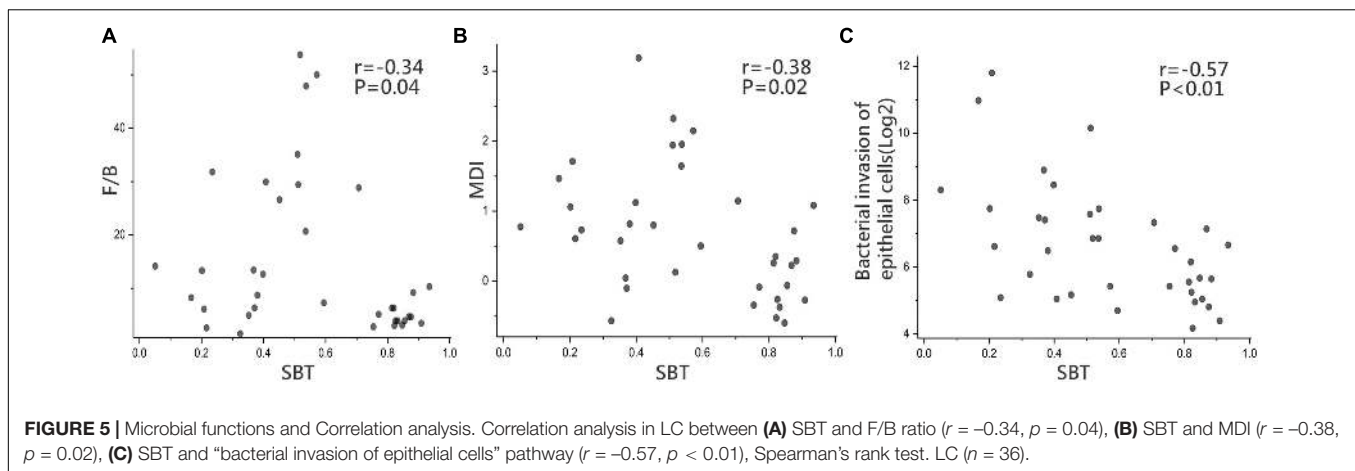 A
r=-0.34
P=0.04
40
20
F/B
0.0 0.2 0.4 0.6 0.8 1.0
SBT
B
r=-0.38
P=0.02
3
2
1
0
MDI
0.0 0.2 0.4 0.6 0.8 1.0
SBT
C
r=-0.57
P<0.01
12
10
8
6
4
Bacterial invasion of
epithelial cells(Log2)
0.0 0.2 0.4 0.6 0.8 1.0
SBT
FIGURE 5 | Microbial functions and Correlation analysis. Correlation analysis in LC between (A) SBT and F/B ratio (r = –0.34, p = 0.04), (B) SBT and MDI (r = –0.38,
p = 0.02), (C) SBT and “bacterial invasion of epithelial cells” pathway (r = –0.57, p < 0.01), Spearman’s rank test. LC (n = 36).